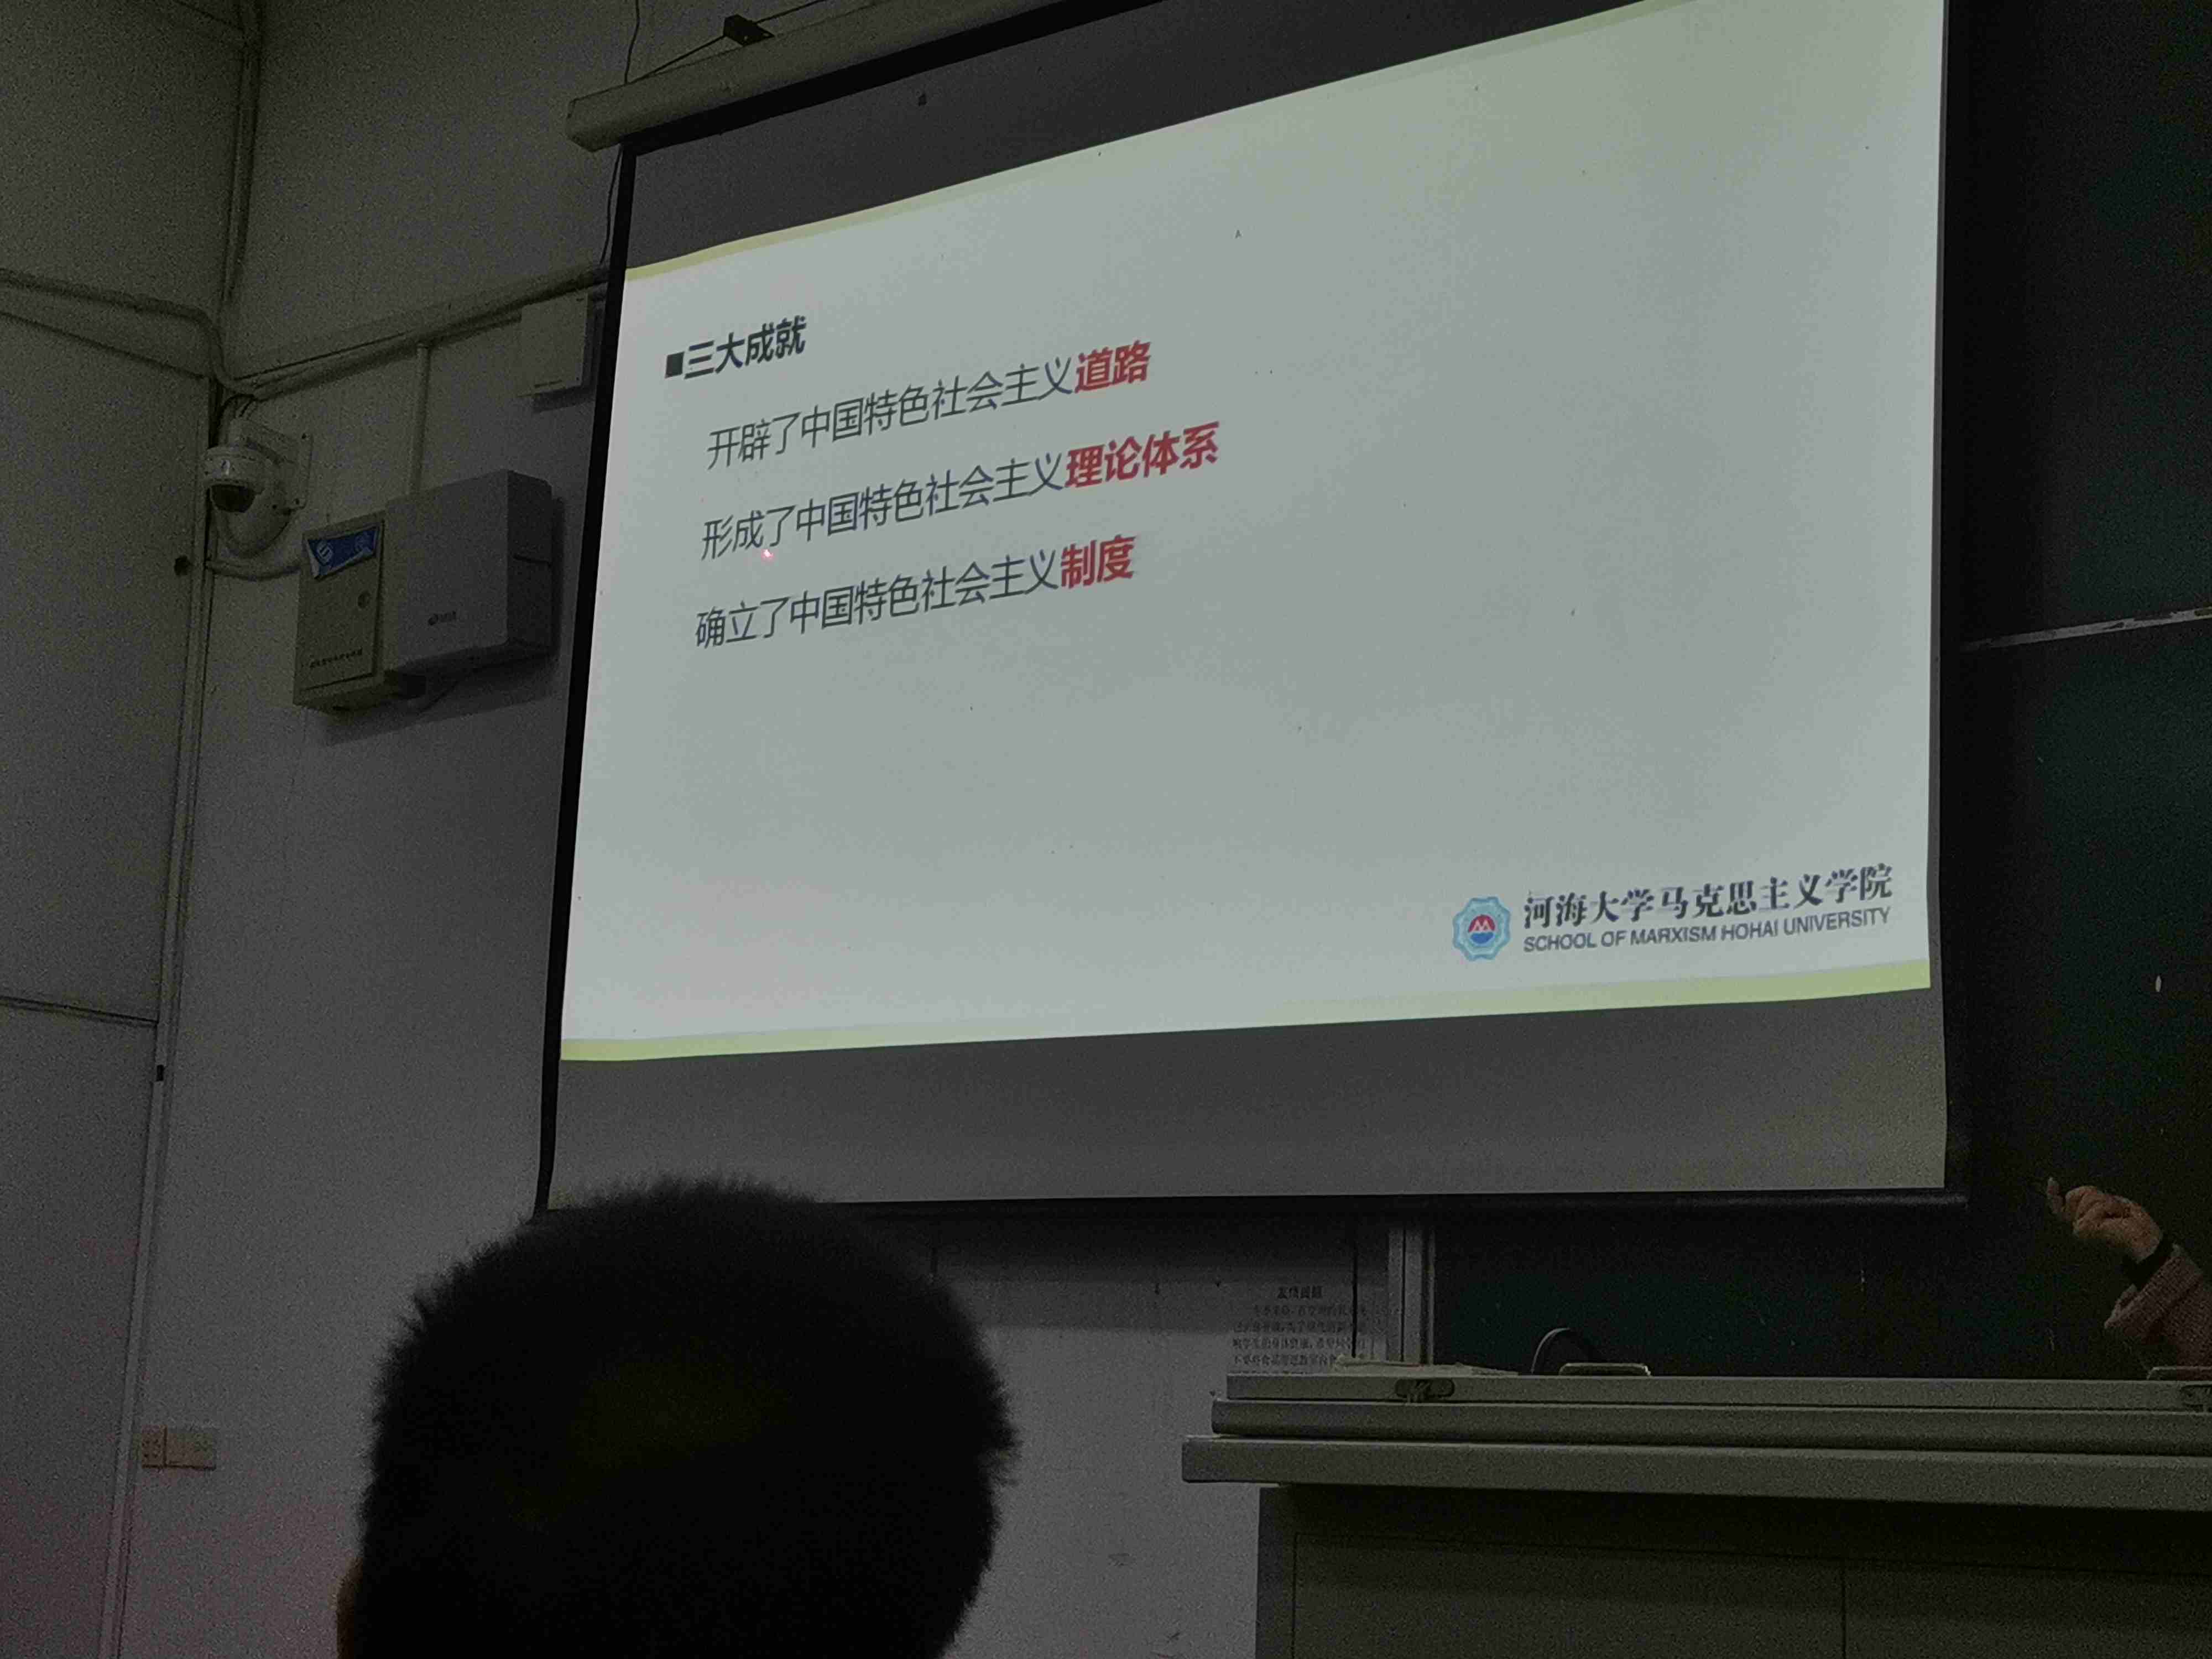 ■三大成就
开辟了中国特色社会主义道路
形成了中国特色社会主义理论体系
确立了中国特色社会主义制度
河海大学马克思主义学院
SCHOOL OF MARXISM HOHAI UNIVERSITY